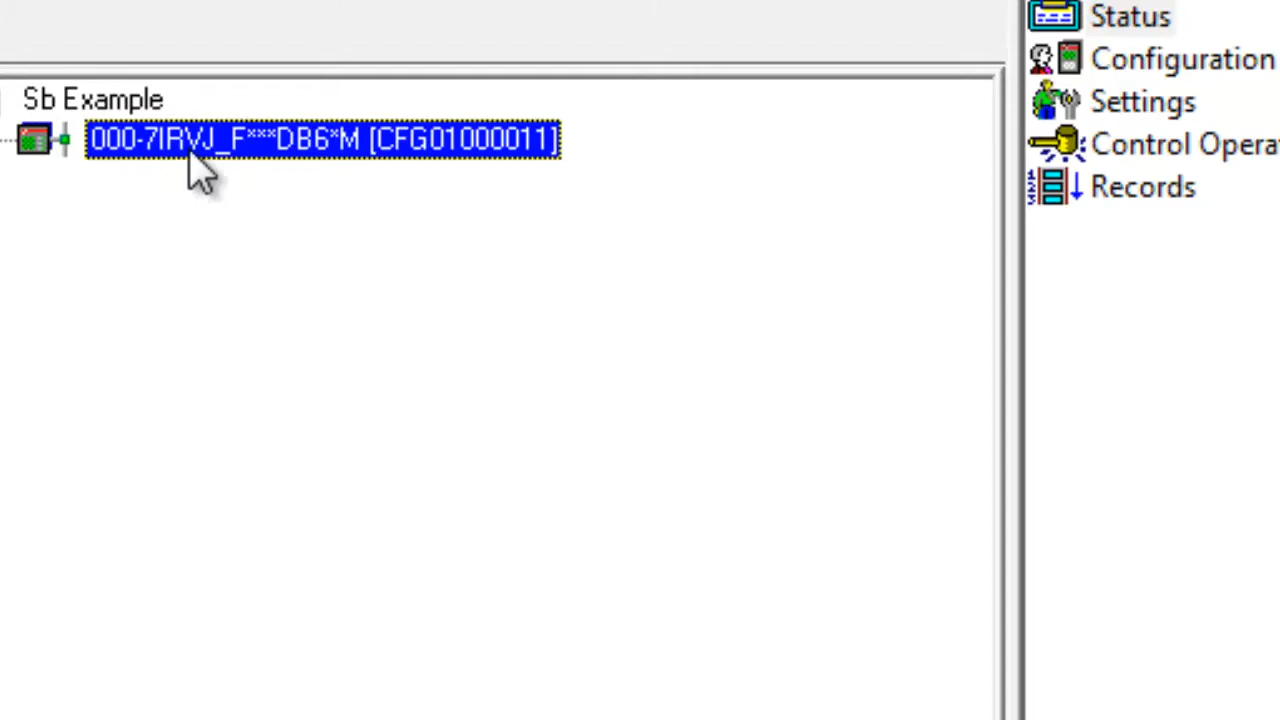 Sb Example
000-7IRVJ_F***DB6*M [CFG01000011]
Status
Configuration
Settings
Control Opera
Records